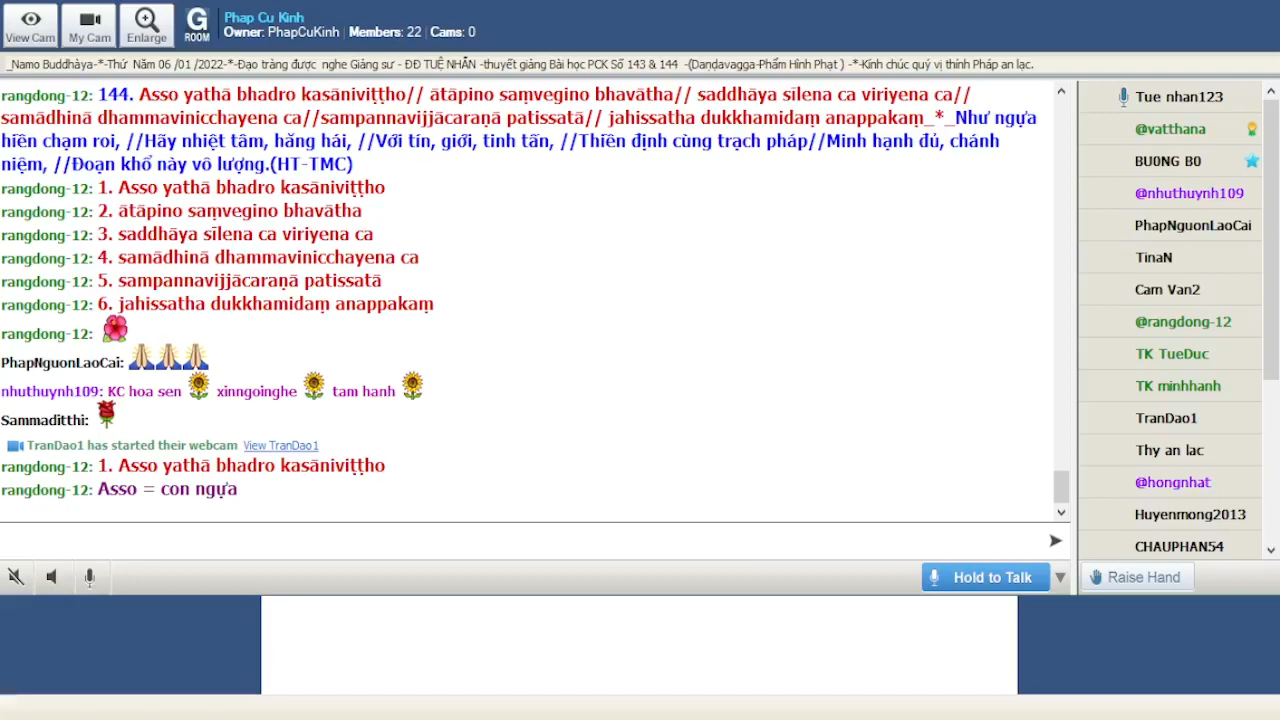 View Cam
My Cam
Enlarge
G
ROOM
Phap Cu Kinh
Owner: PhapCuKinh | Members: 22 | Cams: 0
_Namo Buddhàya-*-Thứ Năm 06 /01 /2022-*-Đạo tràng được nghe Giảng sư - ĐĐ TUỆ NHẪN -thuyết giảng Bài học PCK Số 143 & 144 -(Daṇḍavagga-Phẩm Hình Phạt ) -*-Kính chúc quý vị thính Pháp an lạc.
rangdong-12: 144. Asso yathā bhadro kasāniviṭṭho// ātāpino saṃvegino bhavātha// saddhāya sīlena ca viriyena ca//
samādhinā dhammavinicchayena ca//sampannavijjācaraṇā patissatā// jahissatha dukkhamidaṃ anappakaṃ_*_Như ngựa
hiền chạm roi, //Hãy nhiệt tâm, hăng hái, //Với tín, giới, tinh tấn, //Thiền định cùng trạch pháp//Minh hạnh đủ, chánh
niệm, //Đoạn khổ này vô lượng.(HT-TMC)
rangdong-12: 1. Asso yathā bhadro kasāniviṭṭho
rangdong-12: 2. ātāpino saṃvegino bhavātha
rangdong-12: 3. saddhāya sīlena ca viriyena ca
rangdong-12: 4. samādhinā dhammavinicchayena ca
rangdong-12: 5. sampannavijjācaraṇā patissatā
rangdong-12: 6. jahissatha dukkhamidaṃ anappakaṃ
rangdong-12:
PhapNguonLaoCai:
nhuthuynh109: KC hoa sen xinngoinghe tam hanh
Sammaditthi:
TranDao1 has started their webcam View TranDao1
rangdong-12: 1. Asso yathā bhadro kasāniviṭṭho
rangdong-12: Asso = con ngựa
Hold to Talk
Tue nhan123
@vatthana
BUONG BO
@nhuthuynh109
PhapNguonLaoCai
TinaN
Cam Van2
@rangdong-12
TK TueDuc
TK minhhanh
TranDao1
Thy an lac
@hongnhat
Huyenmong2013
CHAUPHAN54
Raise Hand